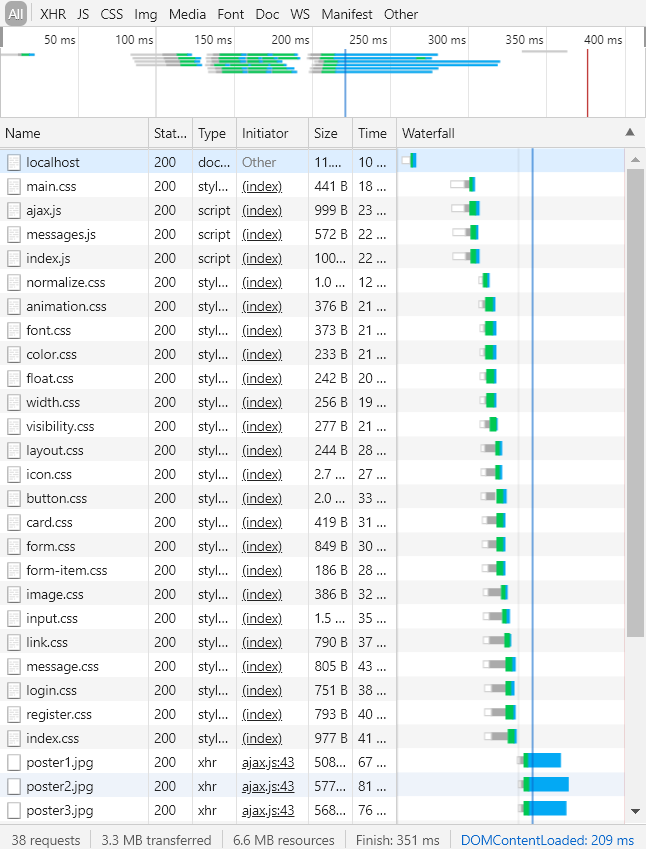 All XHR JS CSS Img Media Font Doc WS Manifest Other
50 ms 100 ms 150 ms 200 ms 250 ms 300 ms 350 ms 400 ms
Name Stat... Type Initiator Size Time Waterfall
localhost 200 doc... Other 11.... 10 ...
main.css 200 styl... (index) 441 B 18 ...
ajax.js 200 script (index) 999 B 23 ...
messages.js 200 script (index) 572 B 22 ...
index.js 200 script (index) 100... 22 ...
normalize.css 200 styl... (index) 1.0 ... 12 ...
animation.css 200 styl... (index) 376 B 21 ...
font.css 200 styl... (index) 373 B 21 ...
color.css 200 styl... (index) 233 B 21 ...
float.css 200 styl... (index) 242 B 20 ...
width.css 200 styl... (index) 256 B 19 ...
visibility.css 200 styl... (index) 277 B 21 ...
layout.css 200 styl... (index) 244 B 28 ...
icon.css 200 styl... (index) 2.7 ... 27 ...
button.css 200 styl... (index) 2.0 ... 33 ...
card.css 200 styl... (index) 419 B 31 ...
form.css 200 styl... (index) 849 B 30 ...
form-item.css 200 styl... (index) 186 B 28 ...
image.css 200 styl... (index) 386 B 32 ...
input.css 200 styl... (index) 1.5 ... 35 ...
link.css 200 styl... (index) 790 B 37 ...
message.css 200 styl... (index) 805 B 43 ...
login.css 200 styl... (index) 751 B 38 ...
register.css 200 styl... (index) 793 B 40 ...
index.css 200 styl... (index) 977 B 41 ...
poster1.jpg 200 xhr ajax.js:43 508... 67 ...
poster2.jpg 200 xhr ajax.js:43 577... 81 ...
poster3.jpg 200 xhr ajax.js:43 568... 76 ...
38 requests 3.3 MB transferred 6.6 MB resources Finish: 351 ms DOMContentLoaded: 209 ms